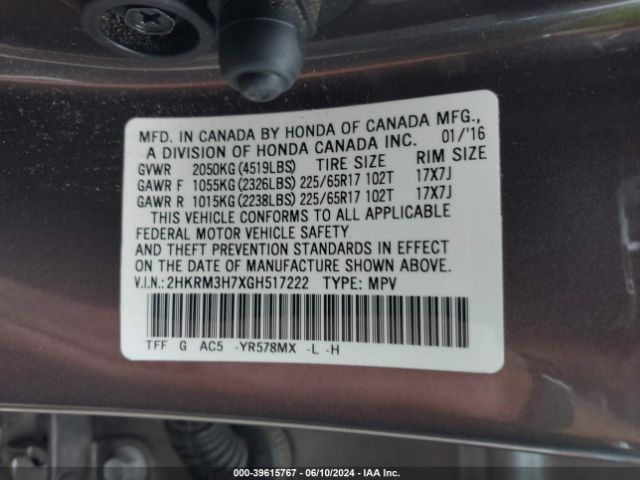 MFD. IN CANADA BY HONDA OF CANADA MFG.,
A DIVISION OF HONDA CANADA INC. 01/'16
GVWR 2050KG (4519LBS) TIRE SIZE RIM SIZE
GAWR F 1055KG (2326LBS) 225/65R17 102T 17X7J
GAWR R 1015KG (2238LBS) 225/65R17 102T 17X7J
THIS VEHICLE CONFORMS TO ALL APPLICABLE
FEDERAL MOTOR VEHICLE SAFETY
AND THEFT PREVENTION STANDARDS IN EFFECT
ON THE DATE OF MANUFACTURE SHOWN ABOVE.
V.I.N.: 2HKRM3H7XGH517222 TYPE: MPV
TFF G AC5 -YR578MX -L -H
000-39615767 - 06/10/2024 - IAA Inc.